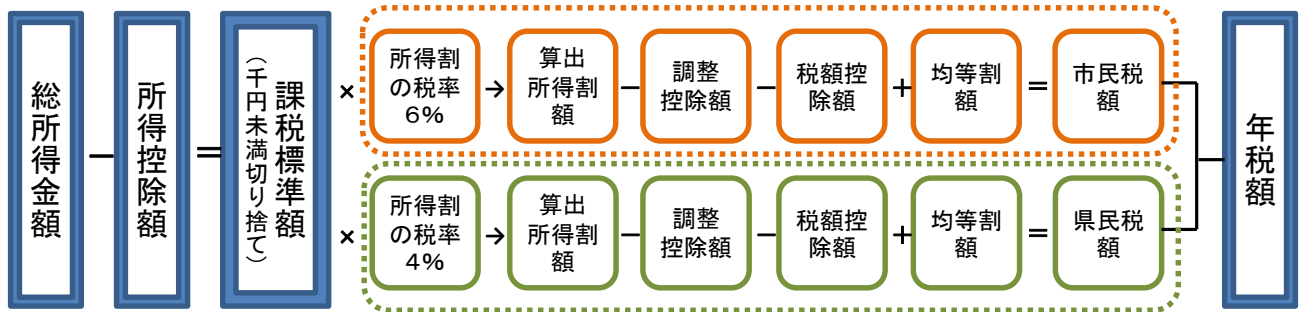 総所得金額
－
所得控除額
＝
課税標準額
（千円未満切り捨て）
×
所得割
の税率
6%
→
算出
所得割
額
－
調整
控除額
－
税額控
除額
＋
均等割
額
＝
市民税
額
×
所得割
の税率
4%
→
算出
所得割
額
－
調整
控除額
－
税額控
除額
＋
均等割
額
＝
県民税
額
年税額